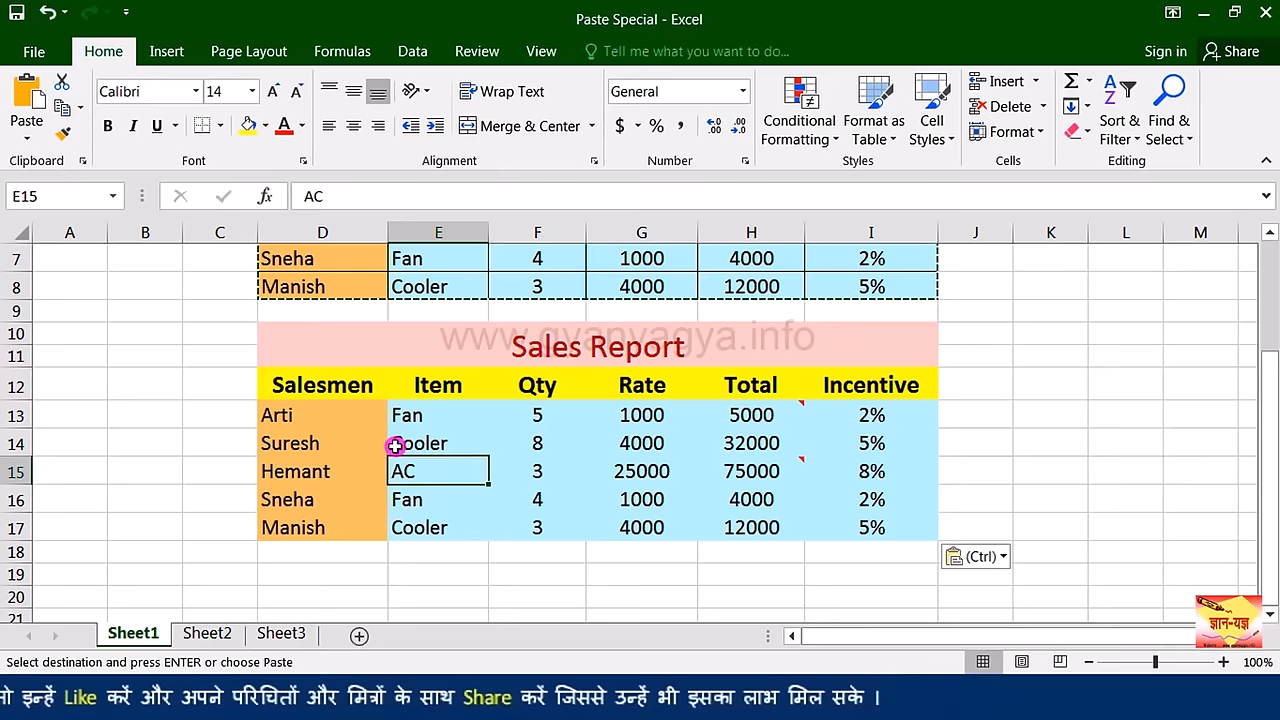 Paste Special - Excel
File Home Insert Page Layout Formulas Data Review View Tell me what you want to do... Sign in Share
Calibri 14 Wrap Text General Insert
Paste B I U Merge & Center $ % , Conditional Formatting Format as Table Cell Styles Delete Format Sort & Filter Find & Select
Clipboard Font Alignment Number Styles Cells Editing
E15 fx AC
A B C D E F G H I J K L M
7 Sneha Fan 4 1000 4000 2%
8 Manish Cooler 3 4000 12000 5%
9
10 www.gyanyagya.info
11 Sales Report
12 Salesmen Item Qty Rate Total Incentive
13 Arti Fan 5 1000 5000 2%
14 Suresh Cooler 8 4000 32000 5%
15 Hemant AC 3 25000 75000 8%
16 Sneha Fan 4 1000 4000 2%
17 Manish Cooler 3 4000 12000 5%
18 (Ctrl)
19
20
21
ज्ञान-यज्ञ
Sheet1 Sheet2 Sheet3
Select destination and press ENTER or choose Paste 100%
इन्हें Like करें और अपने परिचितों और मित्रों के साथ Share करें जिससे उन्हें भी इसका लाभ मिल सके ।